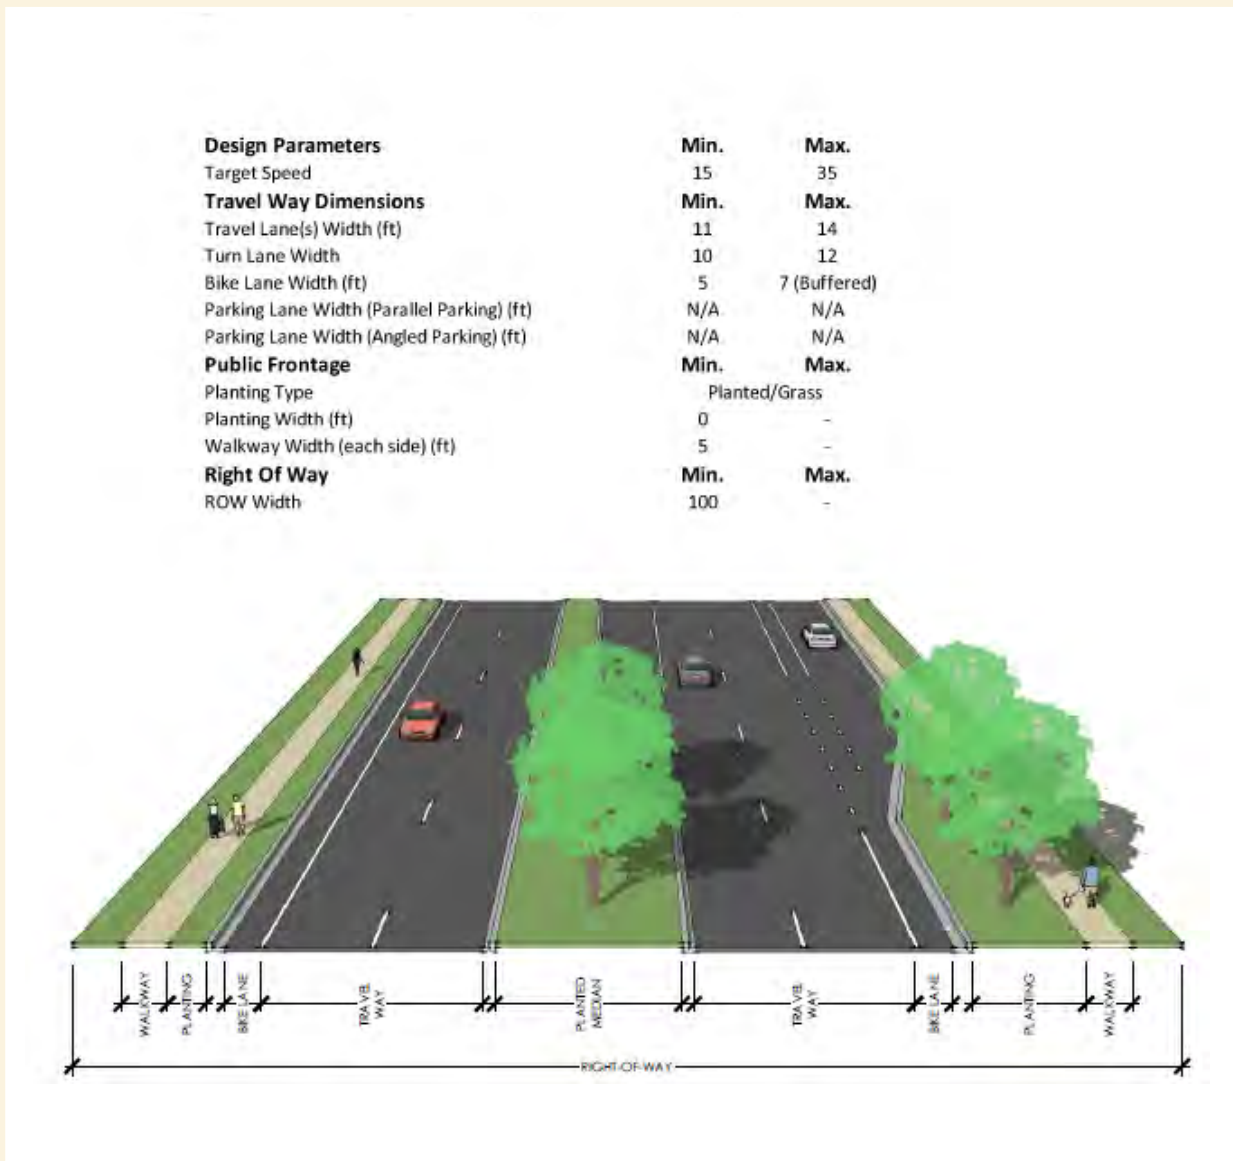 Design Parameters Min. Max.
Target Speed 15 35
Travel Way Dimensions Min. Max.
Travel Lane(s) Width (ft) 11 14
Turn Lane Width 10 12
Bike Lane Width (ft) 5 7 (Buffered)
Parking Lane Width (Parallel Parking) (ft) N/A N/A
Parking Lane Width (Angled Parking) (ft) N/A N/A
Public Frontage Min. Max.
Planting Type Planted/Grass
Planting Width (ft) 0 -
Walkway Width (each side) (ft) 5 -
Right Of Way Min. Max.
ROW Width 100 -
WALKWAY
PLANTING
BIKE LANE
TRAVEL
WAY
PLANTED
MEDIAN
TRAVEL
WAY
BIKE LANE
PLANTING
WALKWAY
RIGHT-OF-WAY